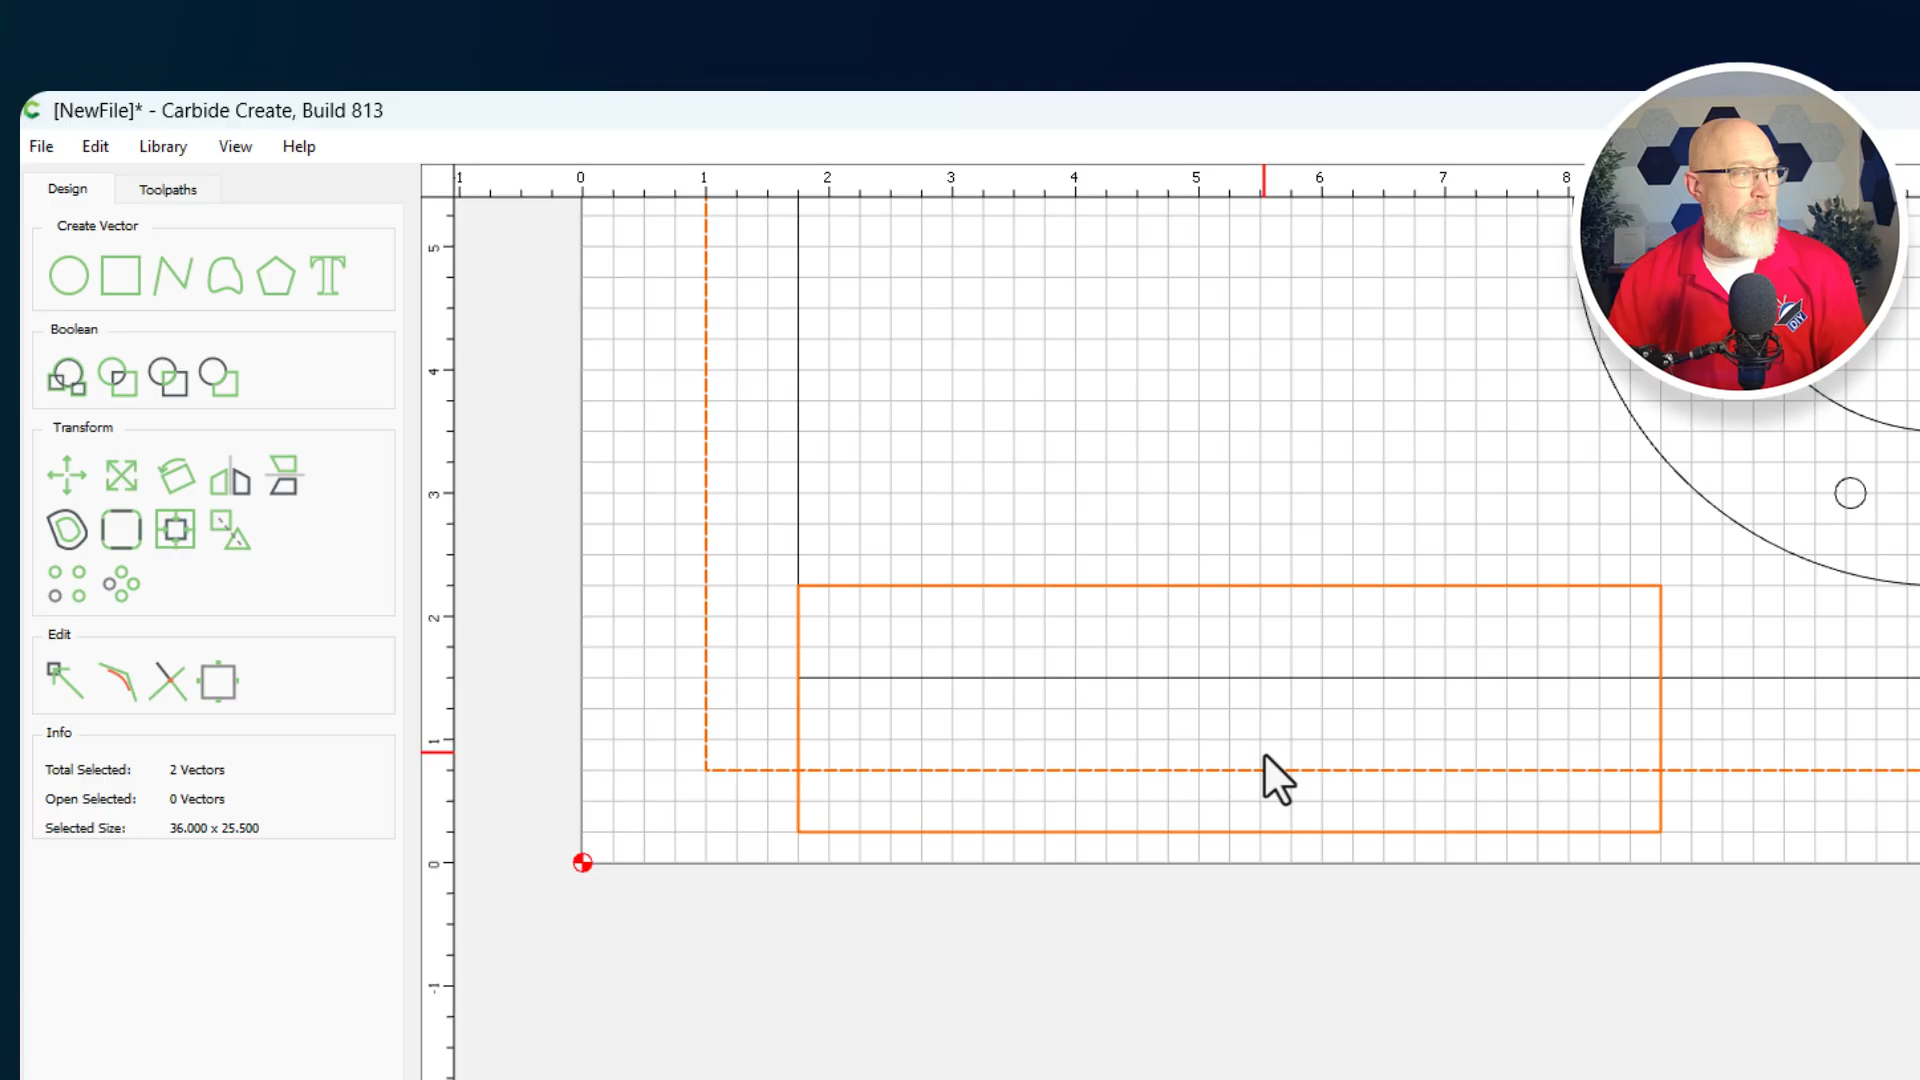 [NewFile]* - Carbide Create, Build 813
File Edit Library View Help
Design Toolpaths
Create Vector
Boolean
Transform
Edit
Info
Total Selected: 2 Vectors
Open Selected: 0 Vectors
Selected Size: 36.000 x 25.500
-1 0 1 2 3 4 5 6 7 8
5
4
3
2
1
0
-1
DIY